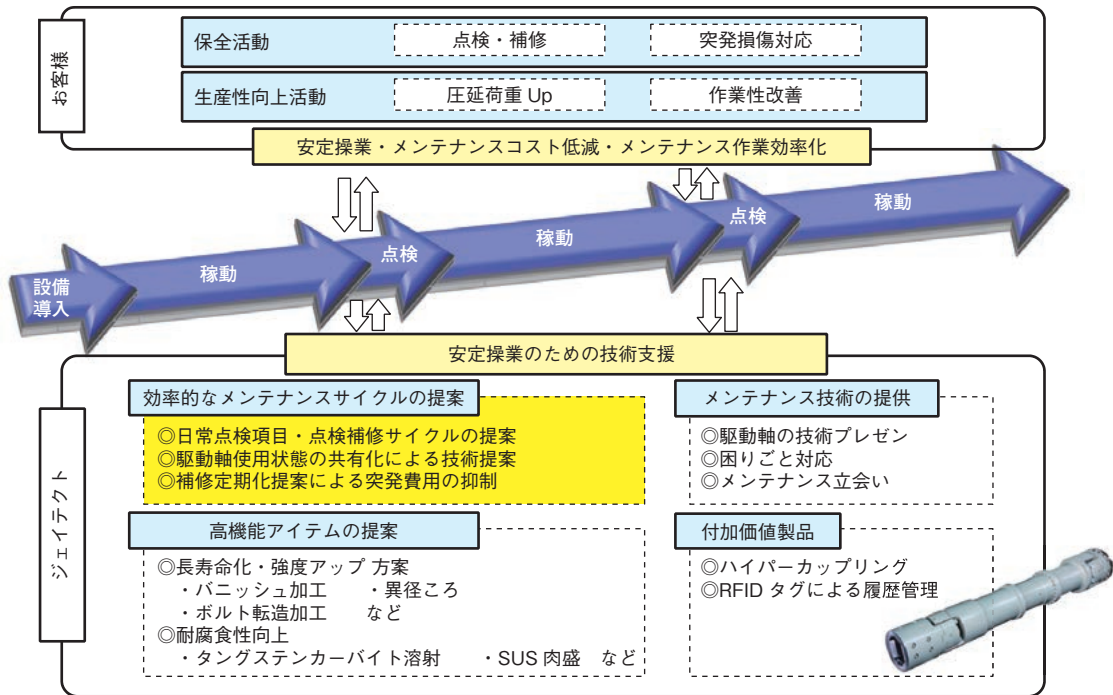 お客様
保全活動
点検・補修
突発損傷対応
生産性向上活動
圧延荷重 Up
作業性改善
安定操業・メンテナンスコスト低減・メンテナンス作業効率化
設備
導入
稼動
点検
稼動
点検
稼動
安定操業のための技術支援
ジェイテクト
効率的なメンテナンスサイクルの提案
◎日常点検項目・点検補修サイクルの提案
◎駆動軸使用状態の共有化による技術提案
◎補修定期化提案による突発費用の抑制
メンテナンス技術の提供
◎駆動軸の技術プレゼン
◎困りごと対応
◎メンテナンス立会い
高機能アイテムの提案
◎長寿命化・強度アップ 方案
・バニッシュ加工 ・異径ころ
・ボルト転造加工 など
◎耐腐食性向上
・タングステンカーバイト溶射 ・SUS 肉盛 など
付加価値製品
◎ハイパーカップリング
◎RFID タグによる履歴管理